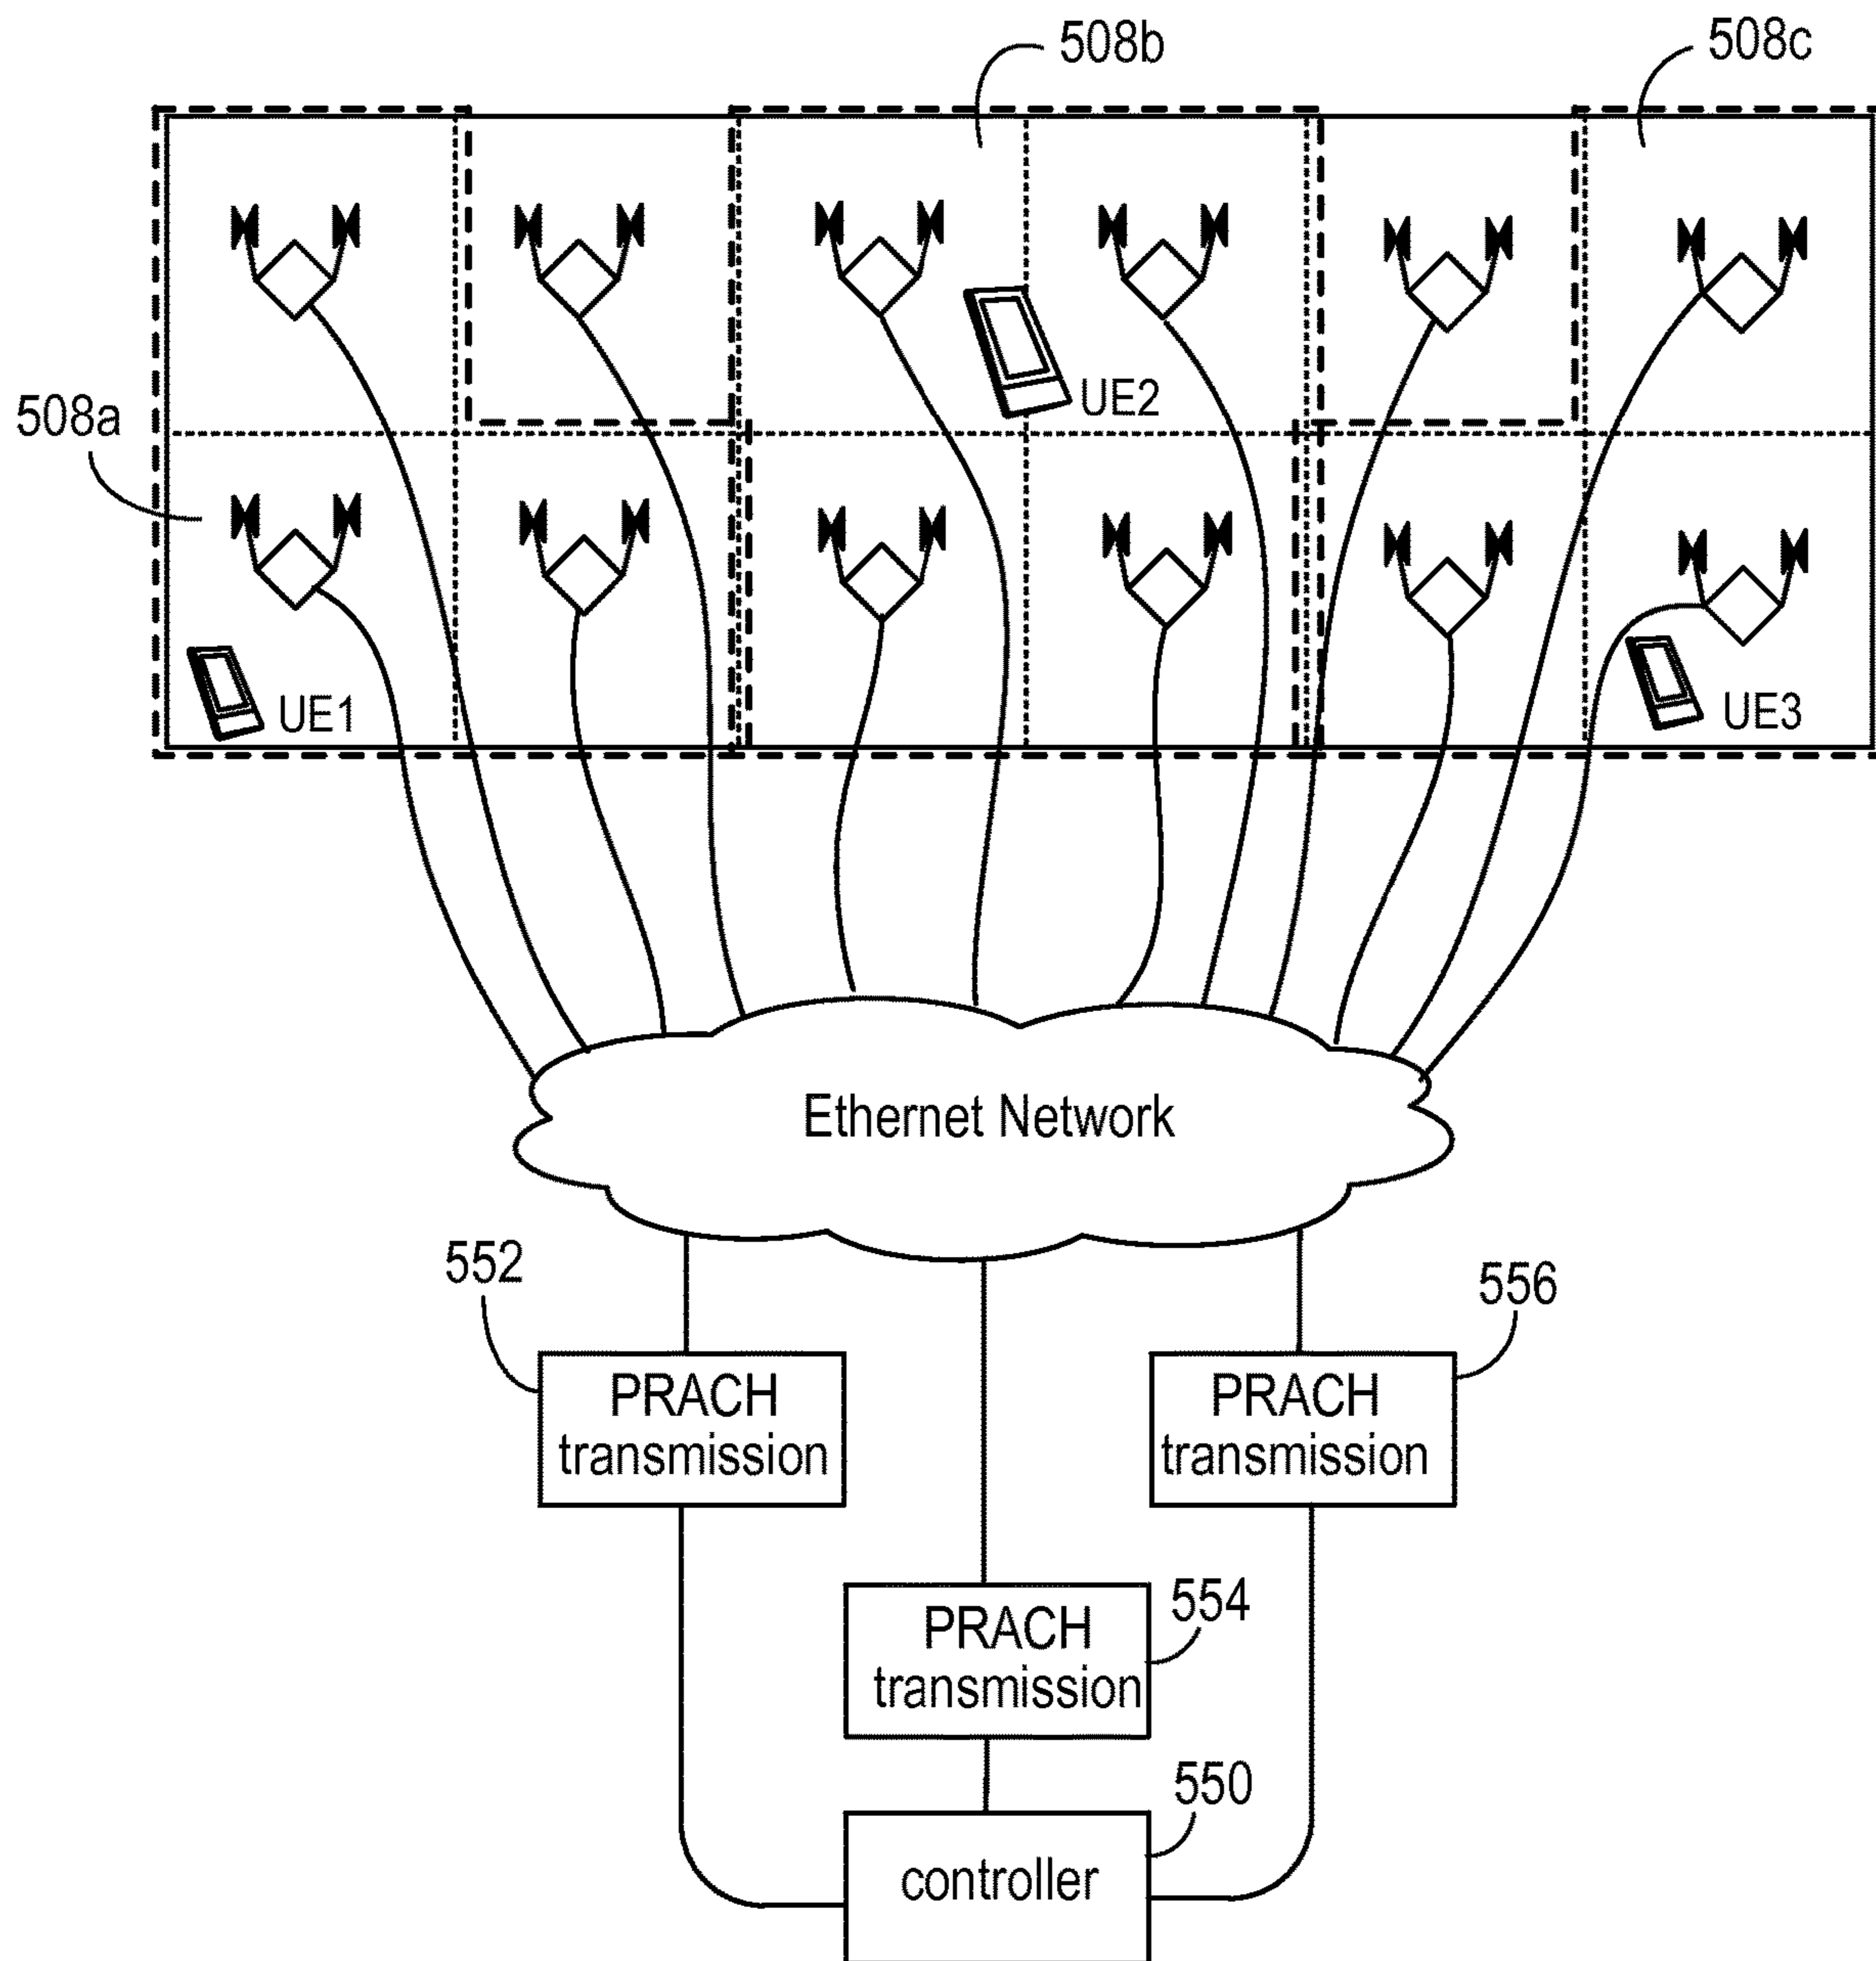 508b
508c
508a
UE2
UE1
UE3
Ethernet Network
552
556
PRACH
transmission
PRACH
transmission
554
PRACH
transmission
550
controller